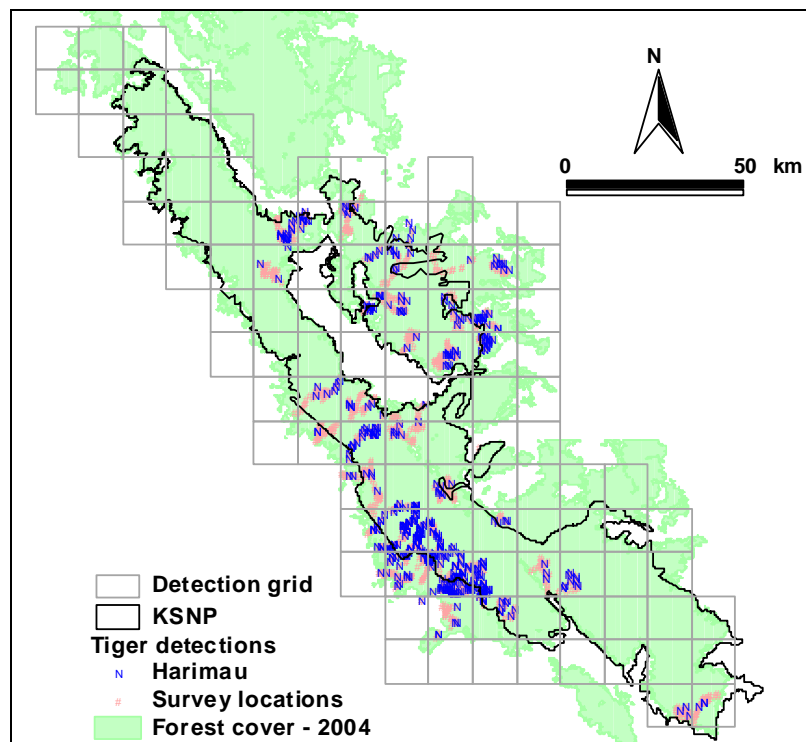 N
0 50 km
Detection grid
KSNP
Tiger detections
N Harimau
# Survey locations
Forest cover - 2004